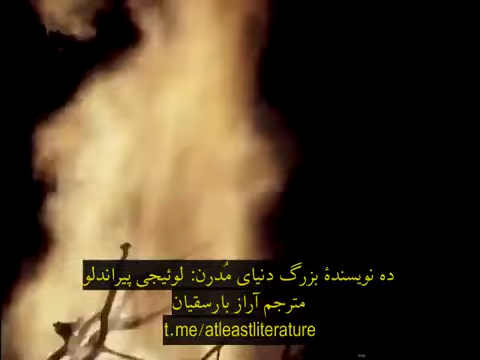 ده نویسندهٔ بزرگ دنیای مُدرن: لوئیجی پیراندلو
مترجم آراز بارسقیان
t.me/atleastliterature